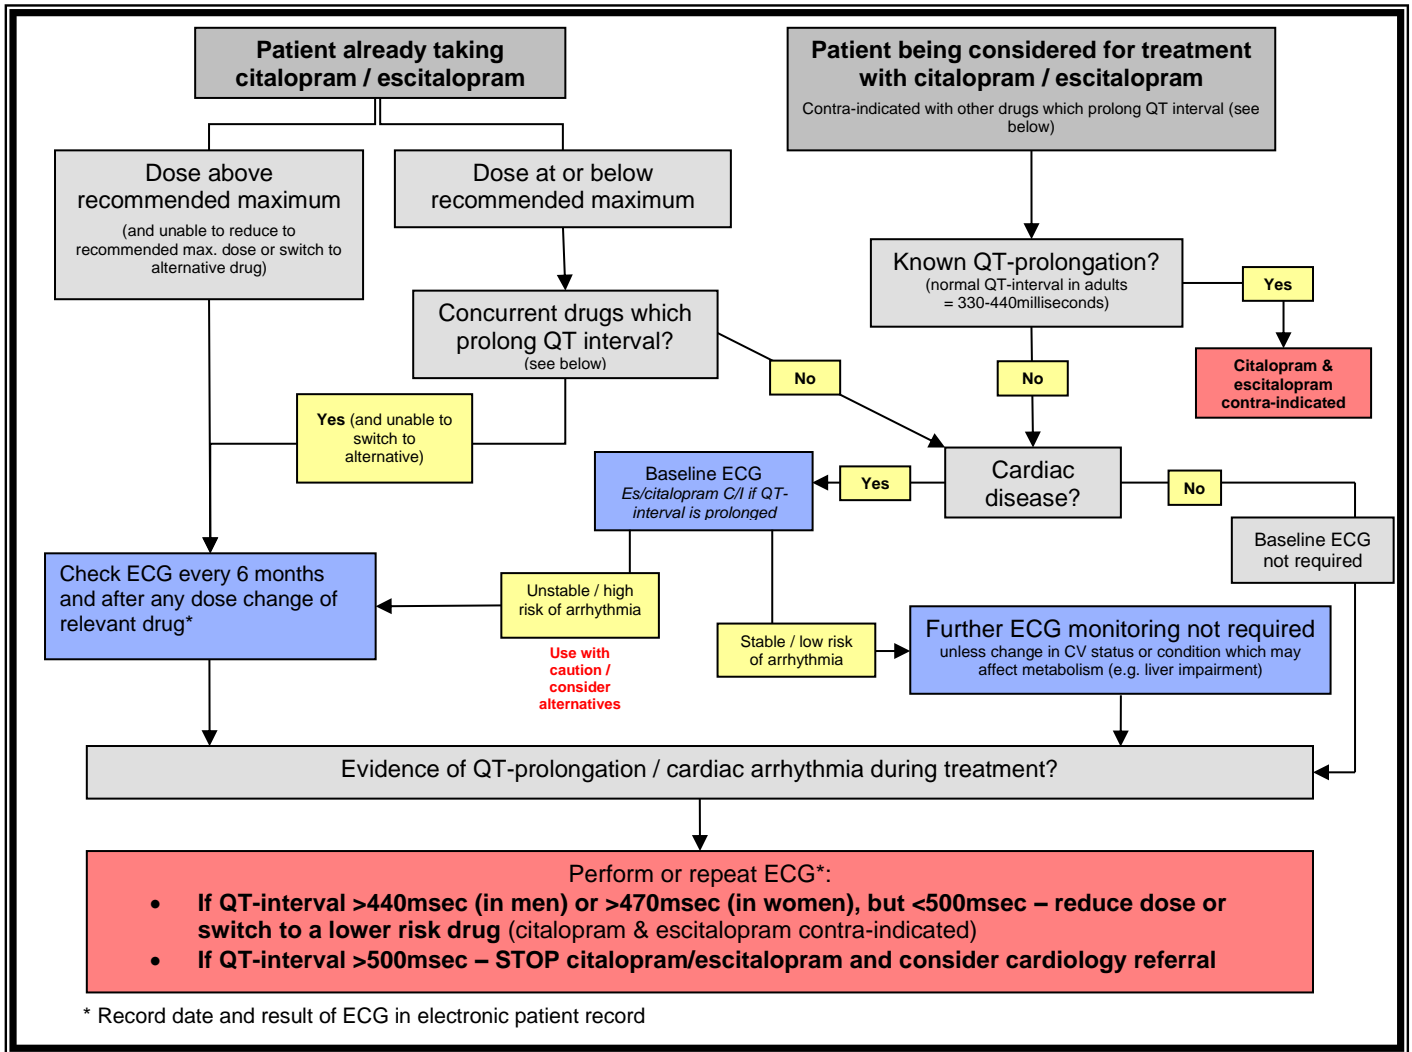 Patient already taking
citalopram / escitalopram
Patient being considered for treatment
with citalopram / escitalopram
Contra-indicated with other drugs which prolong QT interval (see
below)
Dose above
recommended maximum
(and unable to reduce to
recommended max. dose or switch to
alternative drug)
Dose at or below
recommended maximum
Known QT-prolongation?
(normal QT-interval in adults
= 330-440milliseconds)
Yes
Citalopram &
escitalopram
contra-indicated
Concurrent drugs which
prolong QT interval?
(see below)
No
No
Yes (and unable to
switch to
alternative)
Cardiac
disease?
Yes
No
Baseline ECG
Es/citalopram C/I if QT-
interval is prolonged
Baseline ECG
not required
Check ECG every 6 months
and after any dose change of
relevant drug*
Unstable / high
risk of arrhythmia
Use with
caution /
consider
alternatives
Stable / low risk
of arrhythmia
Further ECG monitoring not required
unless change in CV status or condition which may
affect metabolism (e.g. liver impairment)
Evidence of QT-prolongation / cardiac arrhythmia during treatment?
Perform or repeat ECG*:
• If QT-interval >440msec (in men) or >470msec (in women), but <500msec – reduce dose or
switch to a lower risk drug (citalopram & escitalopram contra-indicated)
• If QT-interval >500msec – STOP citalopram/escitalopram and consider cardiology referral
* Record date and result of ECG in electronic patient record